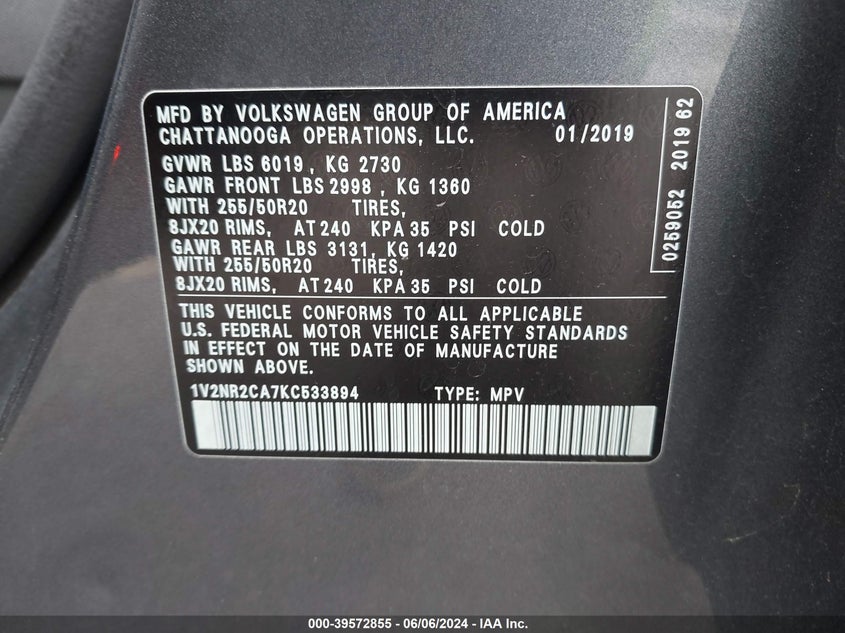 MFD BY VOLKSWAGEN GROUP OF AMERICA
CHATTANOOGA OPERATIONS, LLC. 01/2019
GVWR LBS 6019 , KG 2730
GAWR FRONT LBS 2998 , KG 1360
WITH 255/50R20 TIRES,
8JX20 RIMS, AT 240 KPA 35 PSI COLD
GAWR REAR LBS 3131, KG 1420
WITH 255/50R20 TIRES,
8JX20 RIMS, AT 240 KPA 35 PSI COLD
THIS VEHICLE CONFORMS TO ALL APPLICABLE
U.S. FEDERAL MOTOR VEHICLE SAFETY STANDARDS
IN EFFECT ON THE DATE OF MANUFACTURE
SHOWN ABOVE.
1V2NR2CA7KC533894 TYPE: MPV
0259052 2019 62
000-39572855 - 06/06/2024 - IAA Inc.